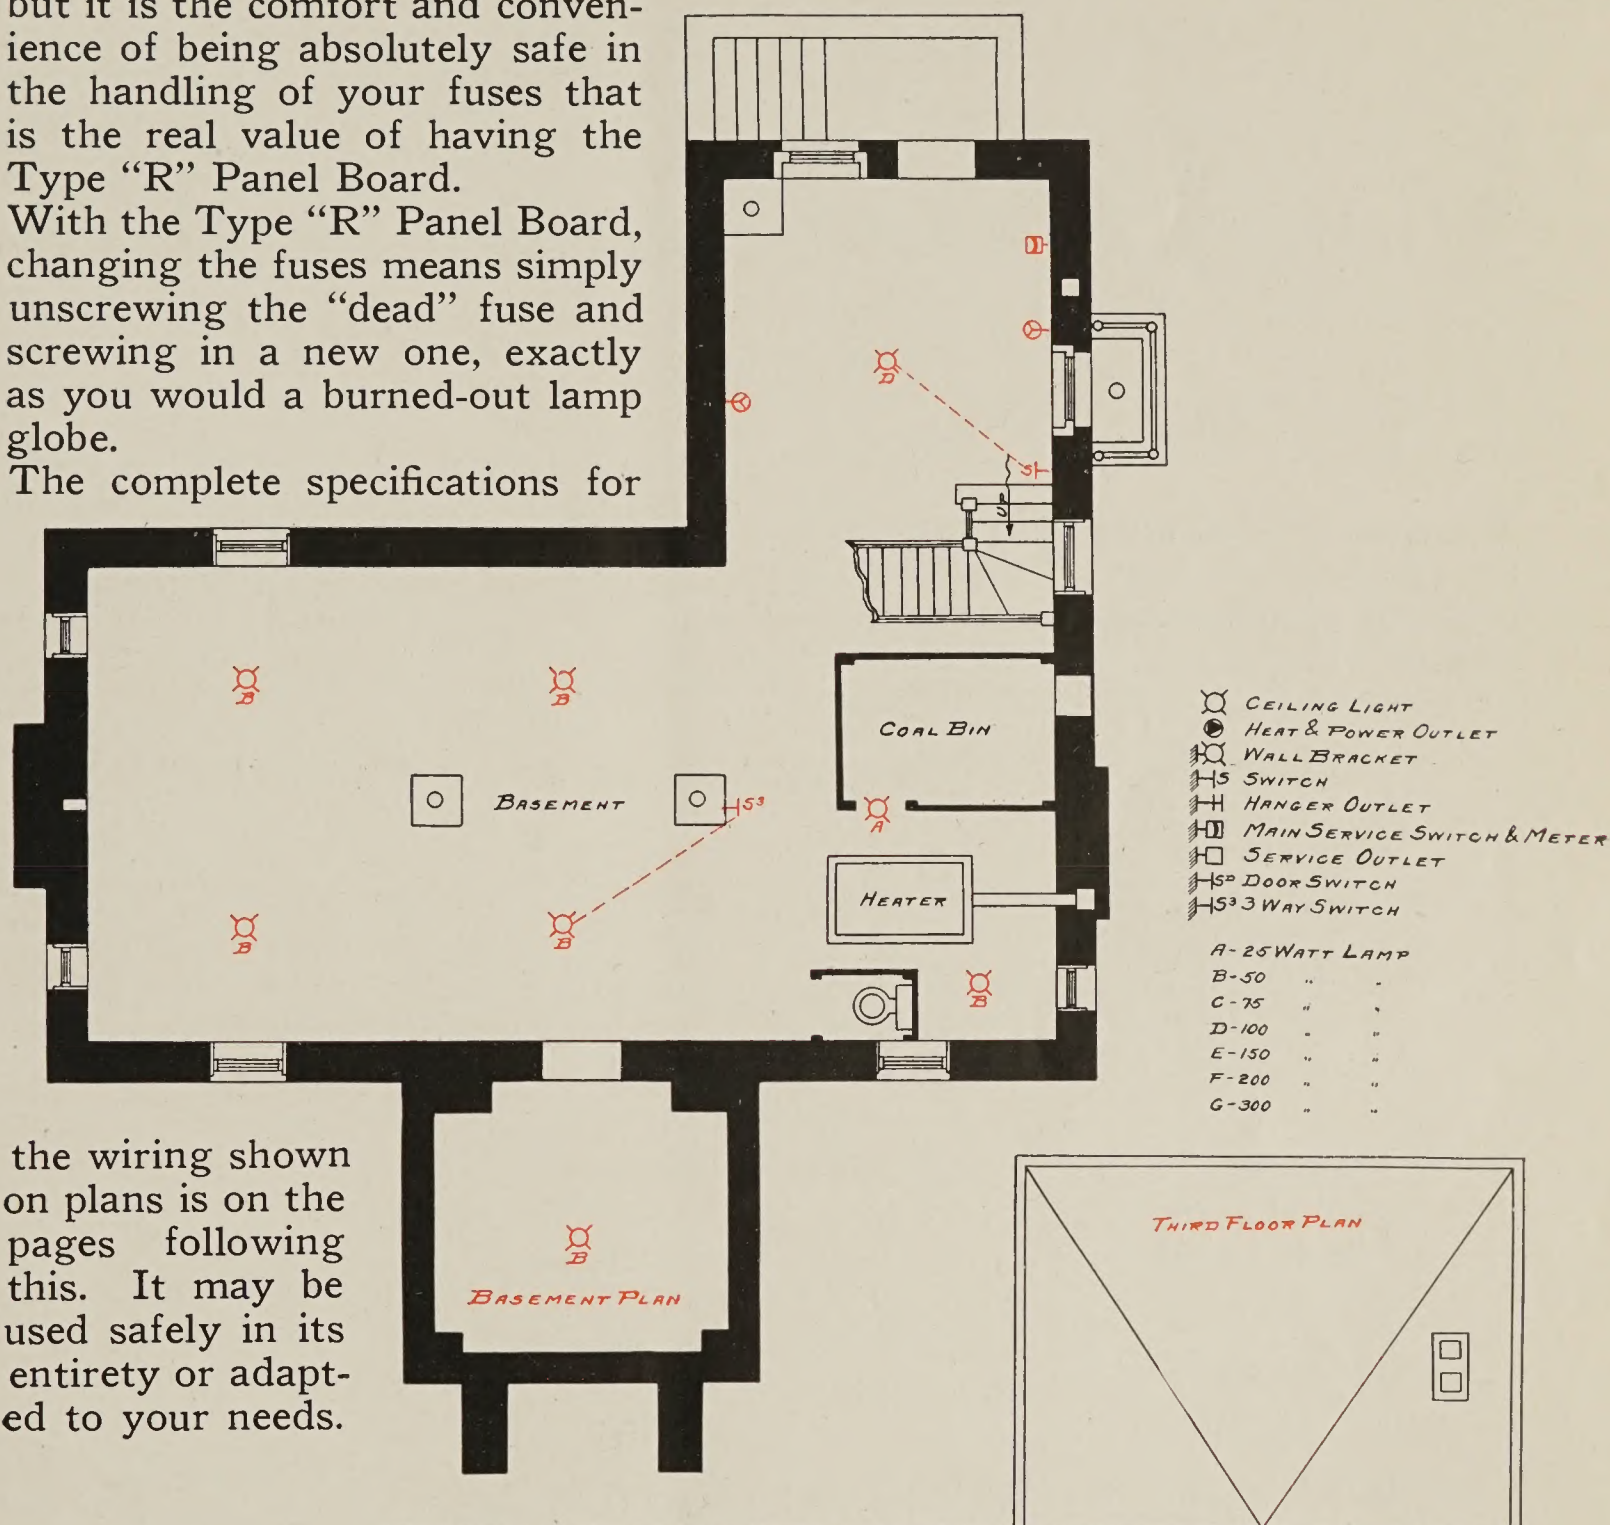 but it is the comfort and conven-
ience of being absolutely safe in
the handling of your fuses that
is the real value of having the
Type “R” Panel Board.
With the Type “R” Panel Board,
changing the fuses means simply
unscrewing the “dead” fuse and
screwing in a new one, exactly
as you would a burned-out lamp
globe.
The complete specifications for
the wiring shown
on plans is on the
pages following
this. It may be
used safely in its
entirety or adapt-
ed to your needs.
D
S
UP
B
B
COAL BIN
BASEMENT
S3
A
HEATER
B
B
B
B
BASEMENT PLAN
CEILING LIGHT
HEAT & POWER OUTLET
WALL BRACKET
S SWITCH
HANGER OUTLET
MAIN SERVICE SWITCH & METER
SERVICE OUTLET
SD DOOR SWITCH
S3 3 WAY SWITCH
A - 25 WATT LAMP
B - 50 " "
C - 75 " "
D - 100 " "
E - 150 " "
F - 200 " "
G - 300 " "
THIRD FLOOR PLAN